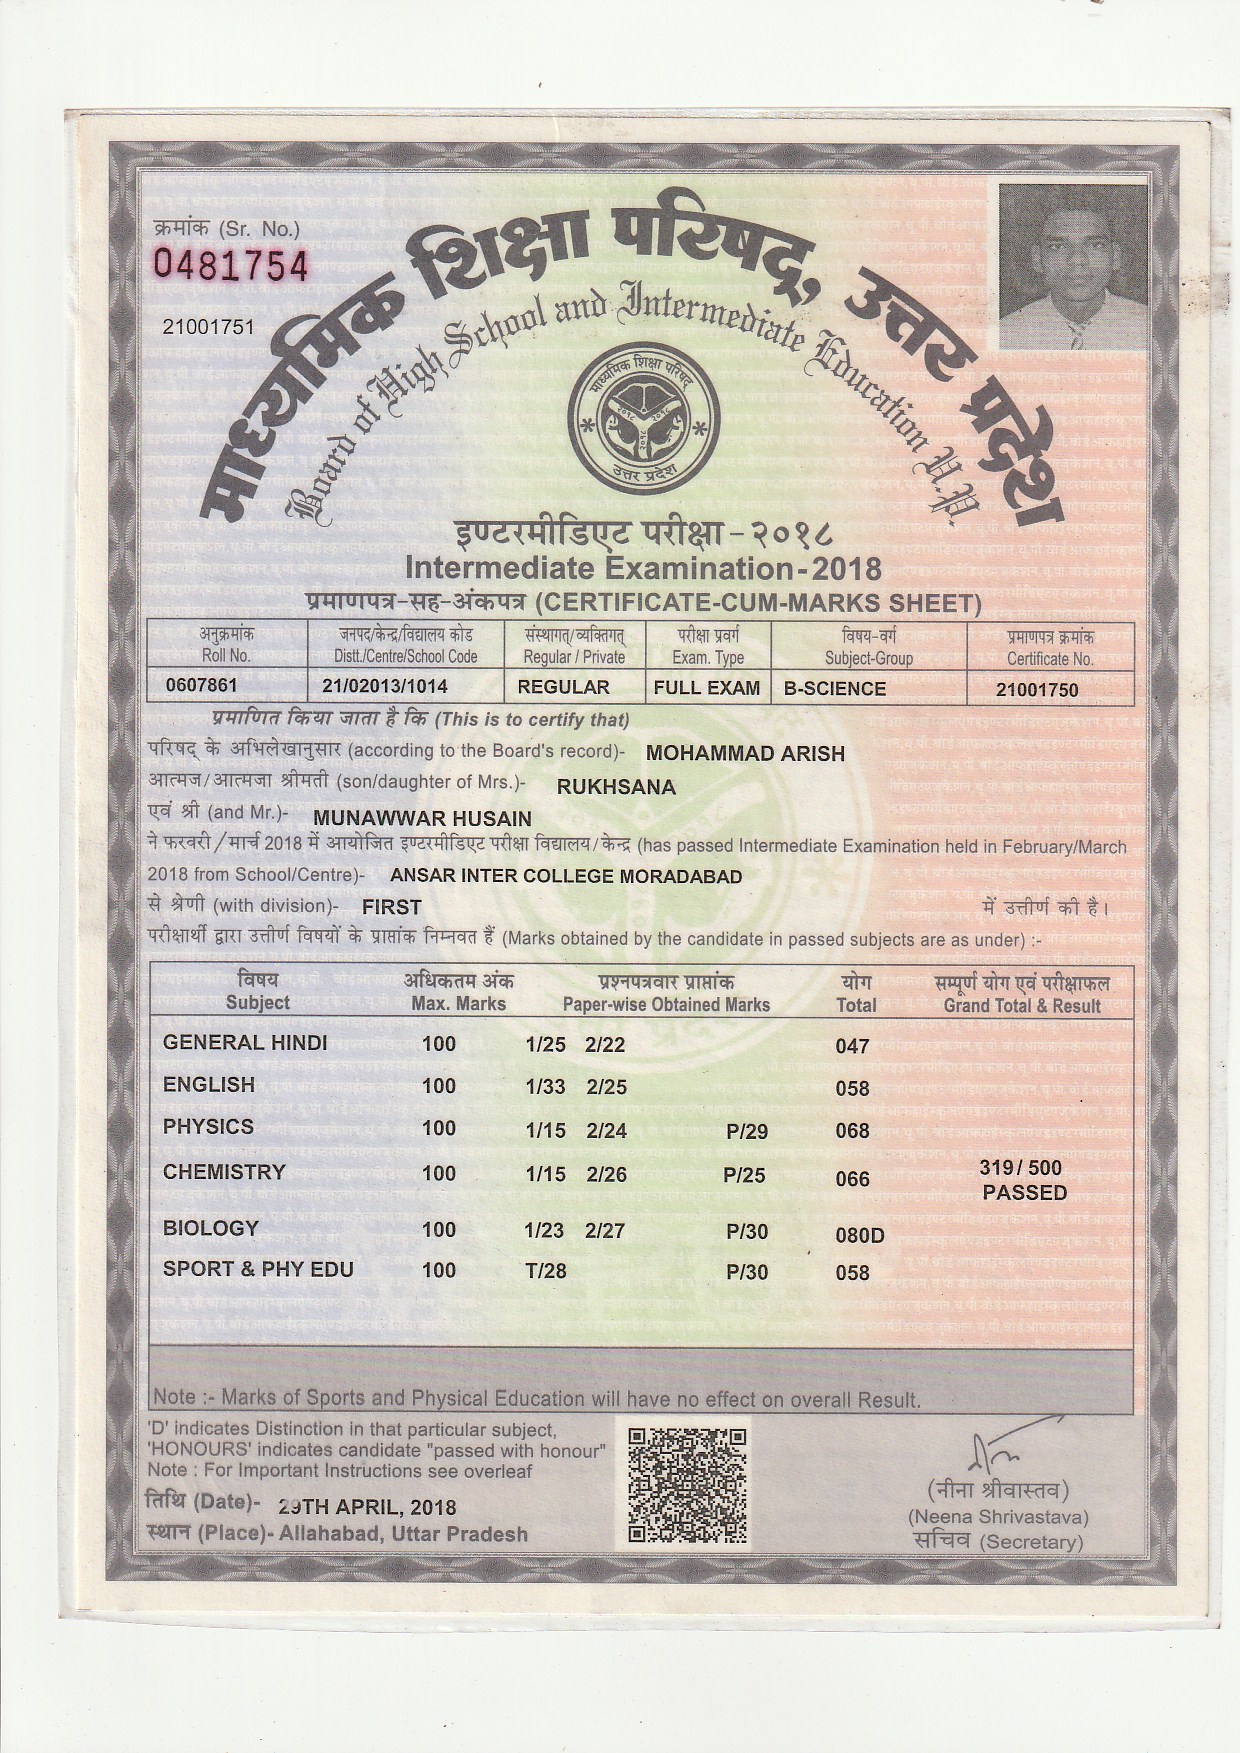 क्रमांक (Sr. No.)
0481754
21001751
माध्यमिक शिक्षा परिषद्, उत्तर प्रदेश
Board of High School and Intermediate Education U.P.
माध्यमिक शिक्षा परिषद्
उत्तर प्रदेश
इण्टरमीडिएट परीक्षा - २०१८
Intermediate Examination - 2018
प्रमाणपत्र-सह-अंकपत्र (CERTIFICATE-CUM-MARKS SHEET)
अनुक्रमांक जनपद/केन्द्र/विद्यालय कोड संस्थागत्/व्यक्तिगत् परीक्षा प्रवर्ग विषय-वर्ग प्रमाणपत्र क्रमांक
Roll No. Distt./Centre/School Code Regular / Private Exam. Type Subject-Group Certificate No.
0607861 21/02013/1014 REGULAR FULL EXAM B-SCIENCE 21001750
प्रमाणित किया जाता है कि (This is to certify that)
परिषद् के अभिलेखानुसार (according to the Board's record)- MOHAMMAD ARISH
आत्मज/आत्मजा श्रीमती (son/daughter of Mrs.)- RUKHSANA
एवं श्री (and Mr.)- MUNAWWAR HUSAIN
ने फरवरी/मार्च 2018 में आयोजित इण्टरमीडिएट परीक्षा विद्यालय/केन्द्र (has passed Intermediate Examination held in February/March
2018 from School/Centre)- ANSAR INTER COLLEGE MORADABAD
से श्रेणी (with division)- FIRST में उत्तीर्ण की है।
परीक्षार्थी द्वारा उत्तीर्ण विषयों के प्राप्तांक निम्नवत हैं (Marks obtained by the candidate in passed subjects are as under) :-
विषय अधिकतम अंक प्रश्नपत्रवार प्राप्तांक योग सम्पूर्ण योग एवं परीक्षाफल
Subject Max. Marks Paper-wise Obtained Marks Total Grand Total & Result
GENERAL HINDI 100 1/25 2/22 047
ENGLISH 100 1/33 2/25 058
PHYSICS 100 1/15 2/24 P/29 068
CHEMISTRY 100 1/15 2/26 P/25 066 319/ 500
PASSED
BIOLOGY 100 1/23 2/27 P/30 080D
SPORT & PHY EDU 100 T/28 P/30 058
Note :- Marks of Sports and Physical Education will have no effect on overall Result.
'D' indicates Distinction in that particular subject,
'HONOURS' indicates candidate "passed with honour"
Note : For Important Instructions see overleaf
तिथि (Date)- 29TH APRIL, 2018
स्थान (Place)- Allahabad, Uttar Pradesh
(नीना श्रीवास्तव)
(Neena Shrivastava)
सचिव (Secretary)